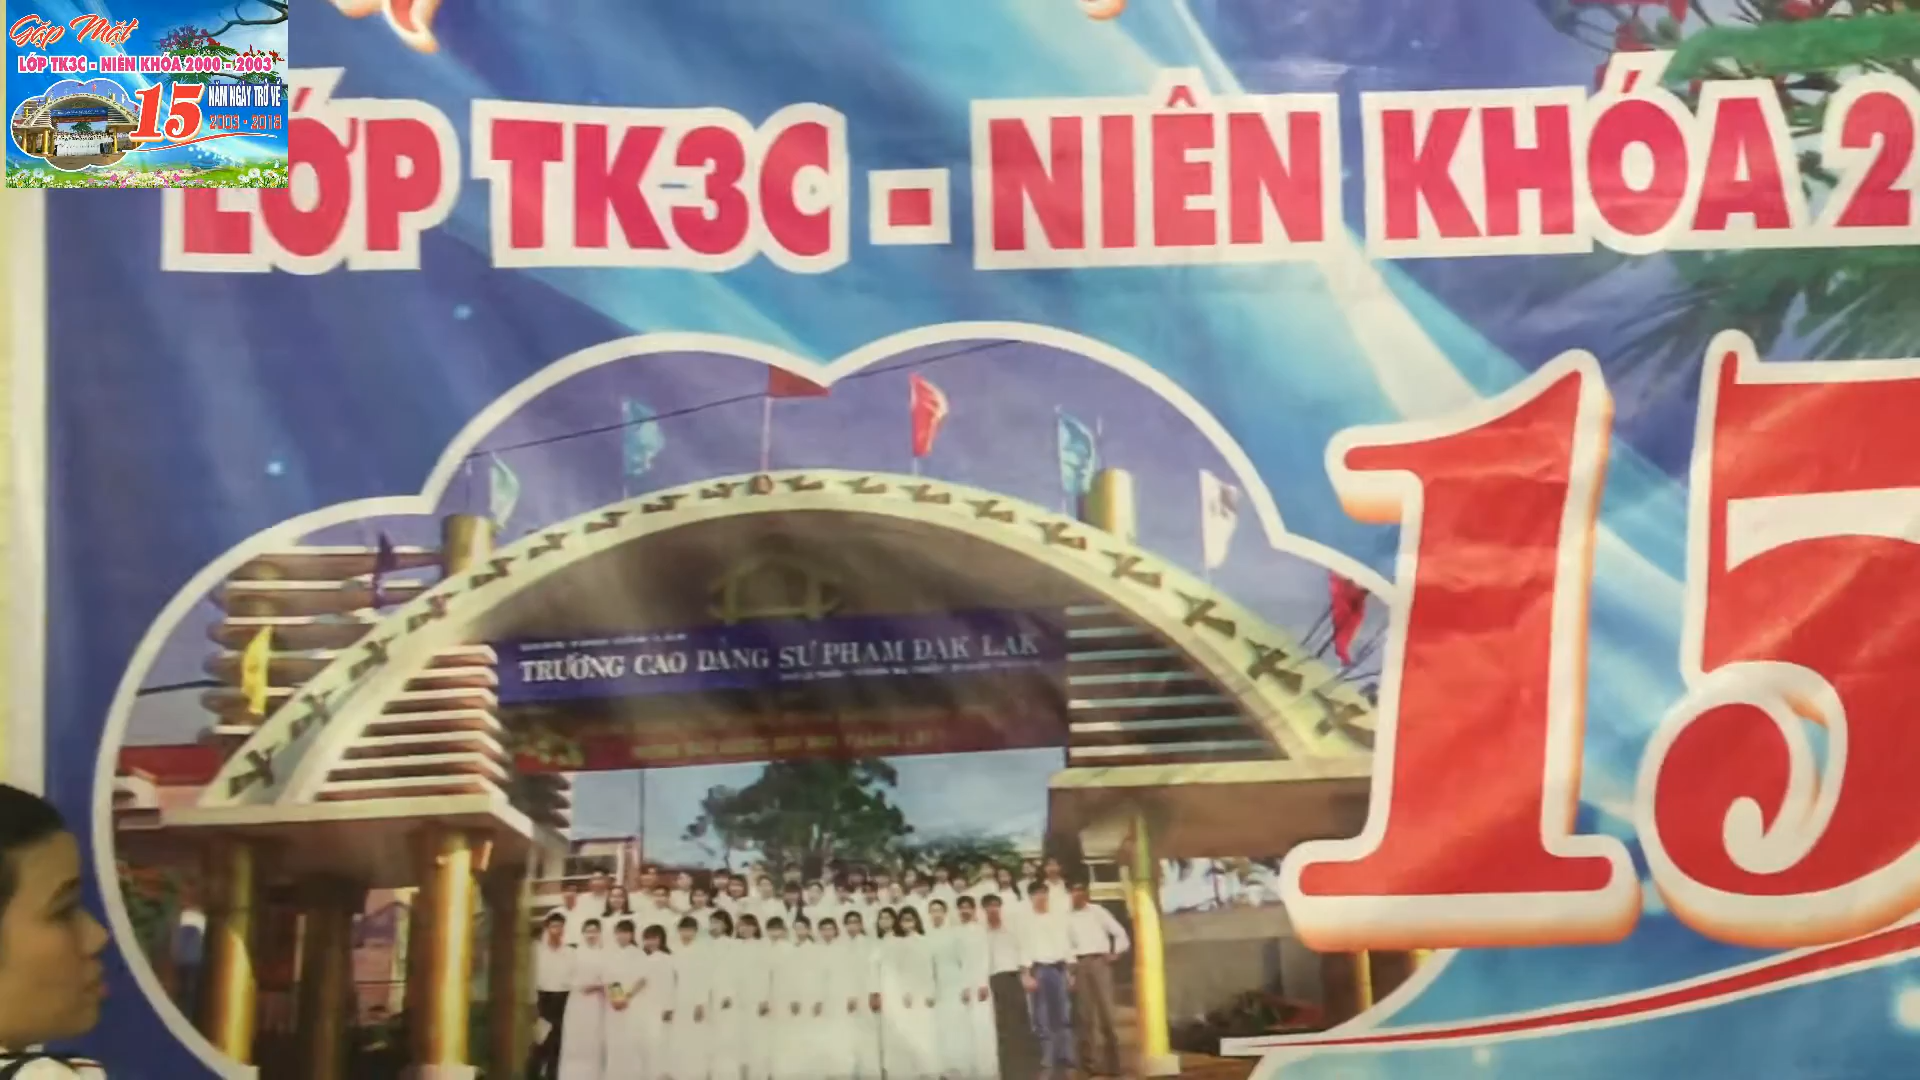 Gặp Mặt
LỚP TK3C - NIÊN KHÓA 2000 - 2003
15 NĂM NGÀY TRỞ VỀ
2003 - 2018
LỚP TK3C - NIÊN KHÓA 2
15
TRƯỜNG CAO ĐẲNG SƯ PHẠM ĐAK LAK